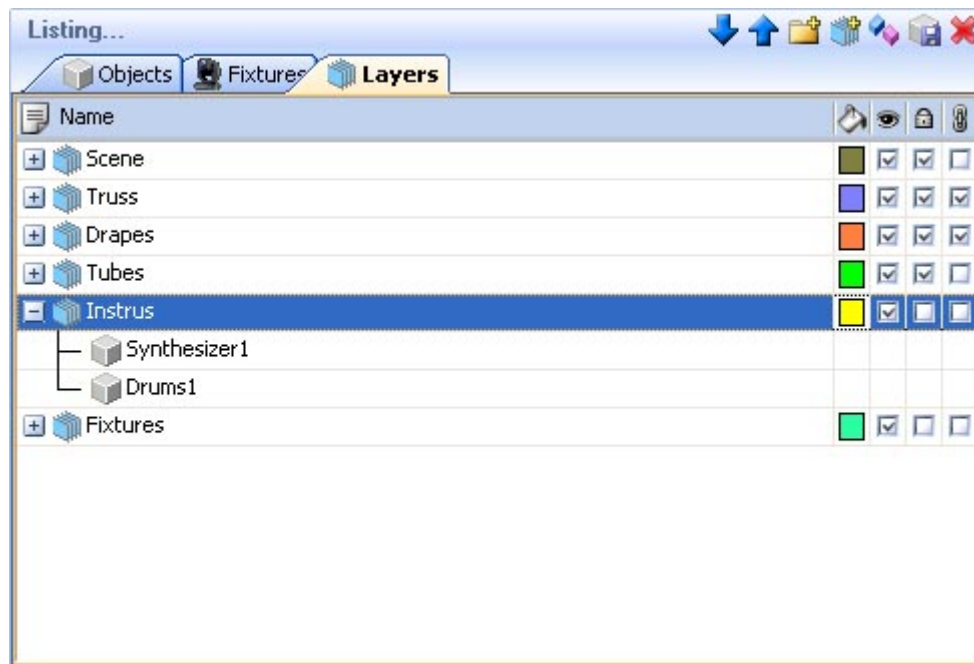 Listing...
Objects Fixtures Layers
Name
Scene
Truss
Drapes
Tubes
Instrus
Synthesizer1
Drums1
Fixtures